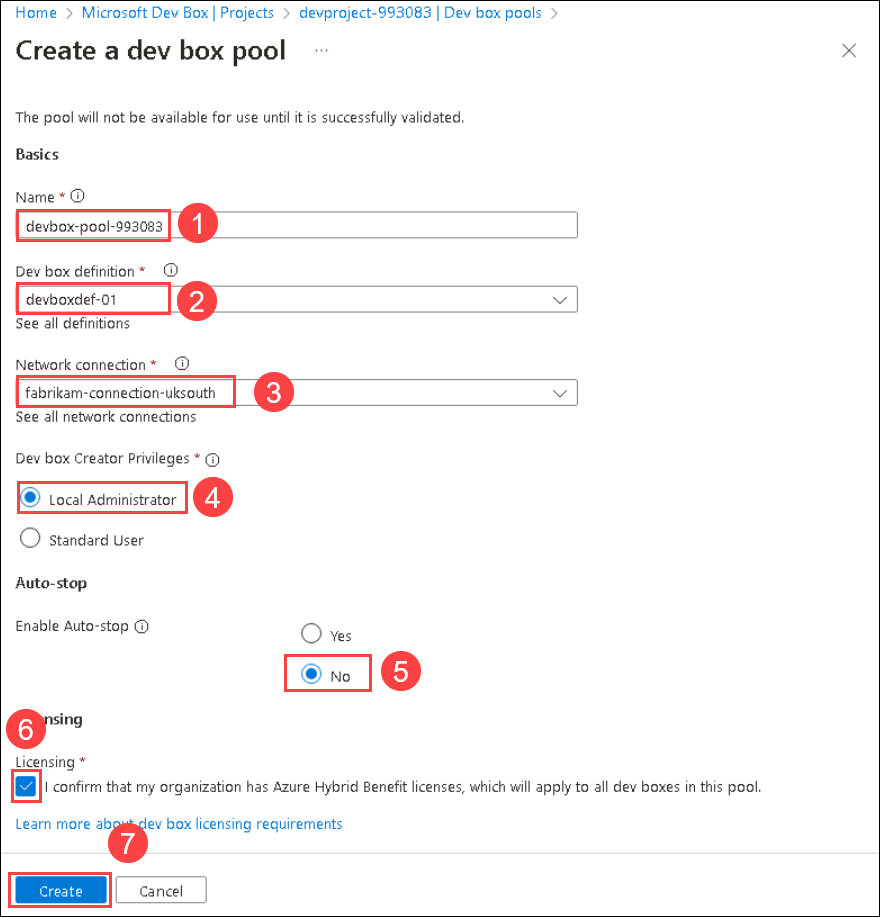 Home > Microsoft Dev Box | Projects > devproject-993083 | Dev box pools >
Create a dev box pool ...
The pool will not be available for use until it is successfully validated.
Basics
Name *
devbox-pool-993083 1
Dev box definition *
devboxdef-01 2
See all definitions
Network connection *
fabrikam-connection-uksouth 3
See all network connections
Dev box Creator Privileges *
Local Administrator 4
Standard User
Auto-stop
Enable Auto-stop
Yes
No 5
6 nsing
Licensing *
I confirm that my organization has Azure Hybrid Benefit licenses, which will apply to all dev boxes in this pool.
Learn more about dev box licensing requirements
7
Create Cancel